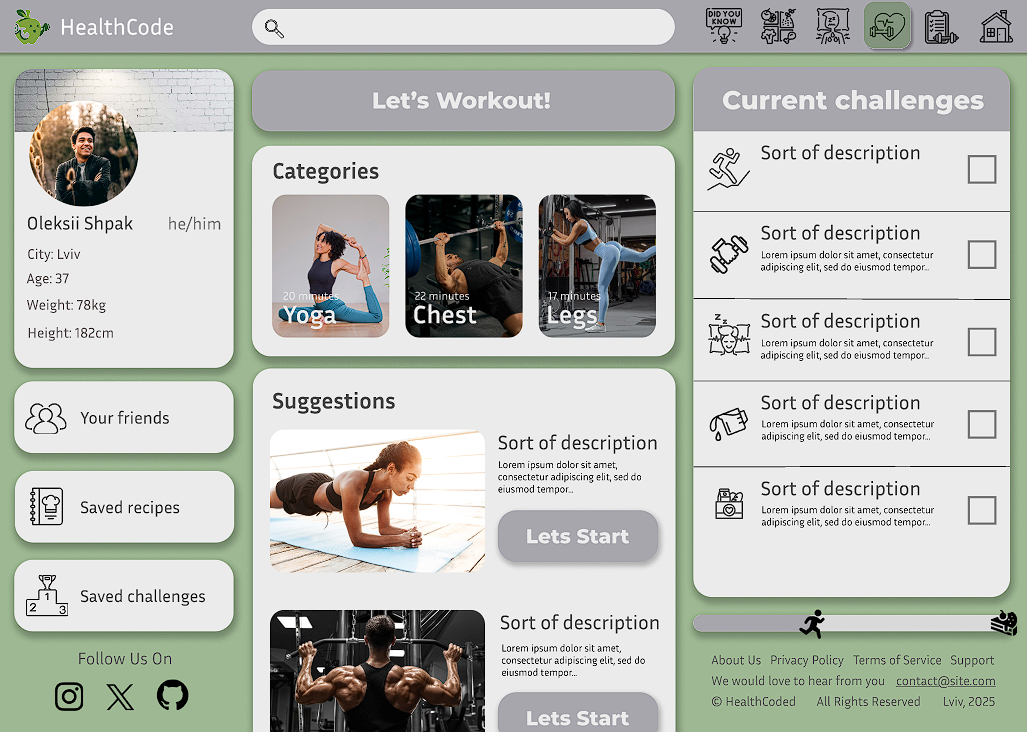 HealthCode
DID YOU
KNOW
Oleksii Shpak he/him
City: Lviv
Age: 37
Weight: 78kg
Height: 182cm
Your friends
Saved recipes
1
2 3
Saved challenges
Follow Us On
Let's Workout!
Categories
20 minutes
Yoga
22 minutes
Chest
17 minutes
Legs
Suggestions
Sort of description
Lorem ipsum dolor sit amet,
consectetur adipiscing elit, sed do
eiusmod tempor...
Lets Start
Sort of description
Lorem ipsum dolor sit amet,
consectetur adipiscing elit, sed do
eiusmod tempor...
Lets Start
Current challenges
Sort of description
Sort of description
Lorem ipsum dolor sit amet, consectetur
adipiscing elit, sed do eiusmod tempor...
z z
Sort of description
Lorem ipsum dolor sit amet, consectetur
adipiscing elit, sed do eiusmod tempor...
Sort of description
Lorem ipsum dolor sit amet, consectetur
adipiscing elit, sed do eiusmod tempor...
Sort of description
Lorem ipsum dolor sit amet, consectetur
adipiscing elit, sed do eiusmod tempor...
About Us Privacy Policy Terms of Service Support
We would love to hear from you contact@site.com
© HealthCoded All Rights Reserved Lviv, 2025